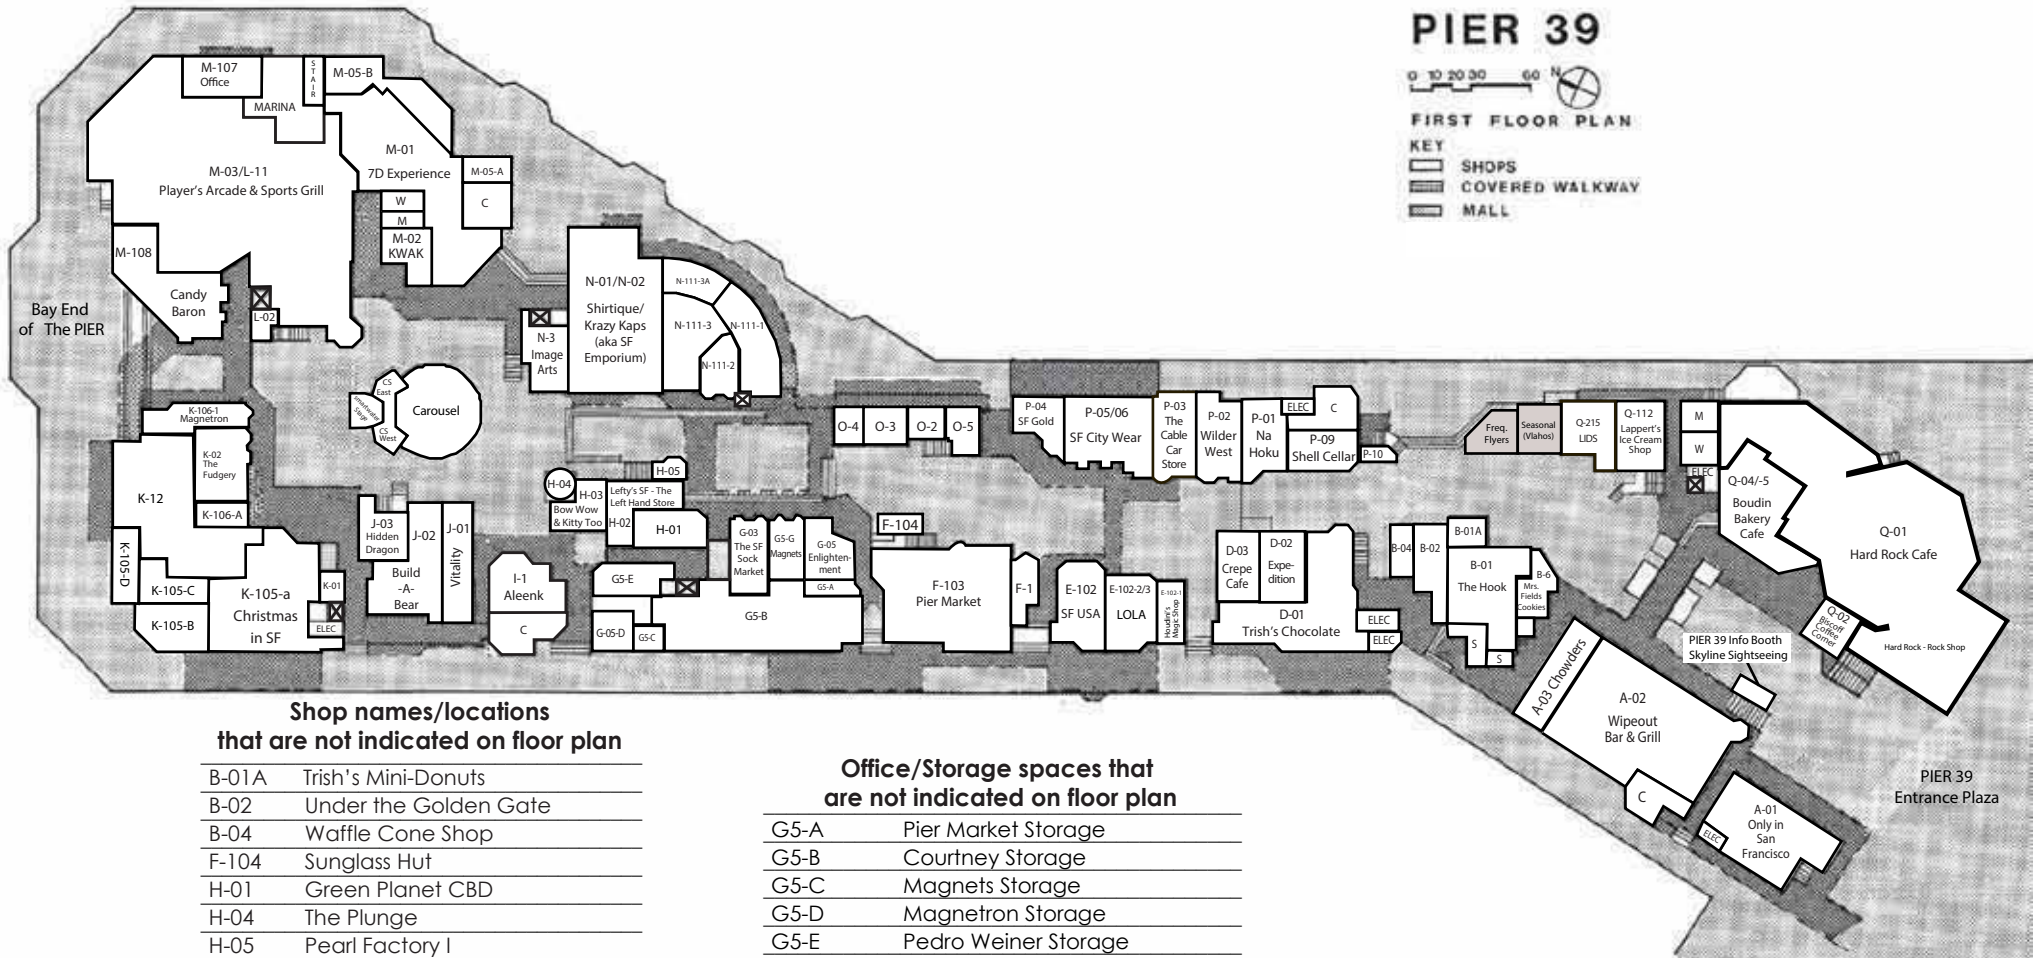 PIER 39
0 10 20 30 60 N
FIRST FLOOR PLAN
KEY
SHOPS
COVERED WALKWAY
MALL
M-107
Office
STAIR
M-05-B
MARINA
M-01
7D Experience
M-05-A
C
W
M
M-02
KWAK
M-03/L-11
Player's Arcade & Sports Grill
M-108
Candy
Baron
L-02
Bay End
of The PIER
N-01/N-02
Shirtique/
Krazy Kaps
(aka SF
Emporium)
N-3
Image
Arts
N-111-3A
N-111-3
N-111-1
N-111-2
CS
East
Smartwater
Stage
CS
West
Carousel
K-106-1
Magnetron
K-02
The
Fudgery
K-12
K-106-A
K-105-D
K-105-C
K-105-B
K-105-a
Christmas
in SF
K-01
ELEC
J-03
Hidden
Dragon
J-02
Build
-A-
Bear
J-01
Vitality
I-1
Aleenk
C
H-05
H-04
H-03
Bow Wow
& Kitty Too
Lefty's SF - The
Left Hand Store
H-02
H-01
G5-E
G-05-D
G5-C
G5-B
G-03
The SF
Sock
Market
G5-G
Magnets
G-05
Enlighten-
ment
G5-A
O-4
O-3
O-2
O-5
F-104
F-103
Pier Market
F-1
E-102
SF USA
E-102-2/3
LOLA
E-102-1
Houdini's
Magic Shop
P-04
SF Gold
P-05/06
SF City Wear
P-03
The
Cable
Car
Store
P-02
Wilder
West
P-01
Na
Hoku
ELEC
C
P-09
Shell Cellar
P-10
D-03
Crepe
Cafe
D-02
Expe-
dition
D-01
Trish's Chocolate
ELEC
ELEC
B-04
B-02
B-01A
B-01
The Hook
B-6
Mrs.
Fields
Cookies
S
S
Freq.
Flyers
Seasonal
(Vlahos)
Q-215
LIDS
Q-112
Lappert's
Ice Cream
Shop
M
W
ELEC
Q-04/-5
Boudin
Bakery
Cafe
Q-01
Hard Rock Cafe
Q-02
Biscoff
Coffee
Corner
Hard Rock - Rock Shop
PIER 39 Info Booth
Skyline Sightseeing
A-03 Chowders
A-02
Wipeout
Bar & Grill
C
A-01
Only in
San
Francisco
ELEC
PIER 39
Entrance Plaza
Shop names/locations
that are not indicated on floor plan
B-01A Trish's Mini-Donuts
B-02 Under the Golden Gate
B-04 Waffle Cone Shop
F-104 Sunglass Hut
H-01 Green Planet CBD
H-04 The Plunge
H-05 Pearl Factory I
Office/Storage spaces that
are not indicated on floor plan
G5-A Pier Market Storage
G5-B Courtney Storage
G5-C Magnets Storage
G5-D Magnetron Storage
G5-E Pedro Weiner Storage